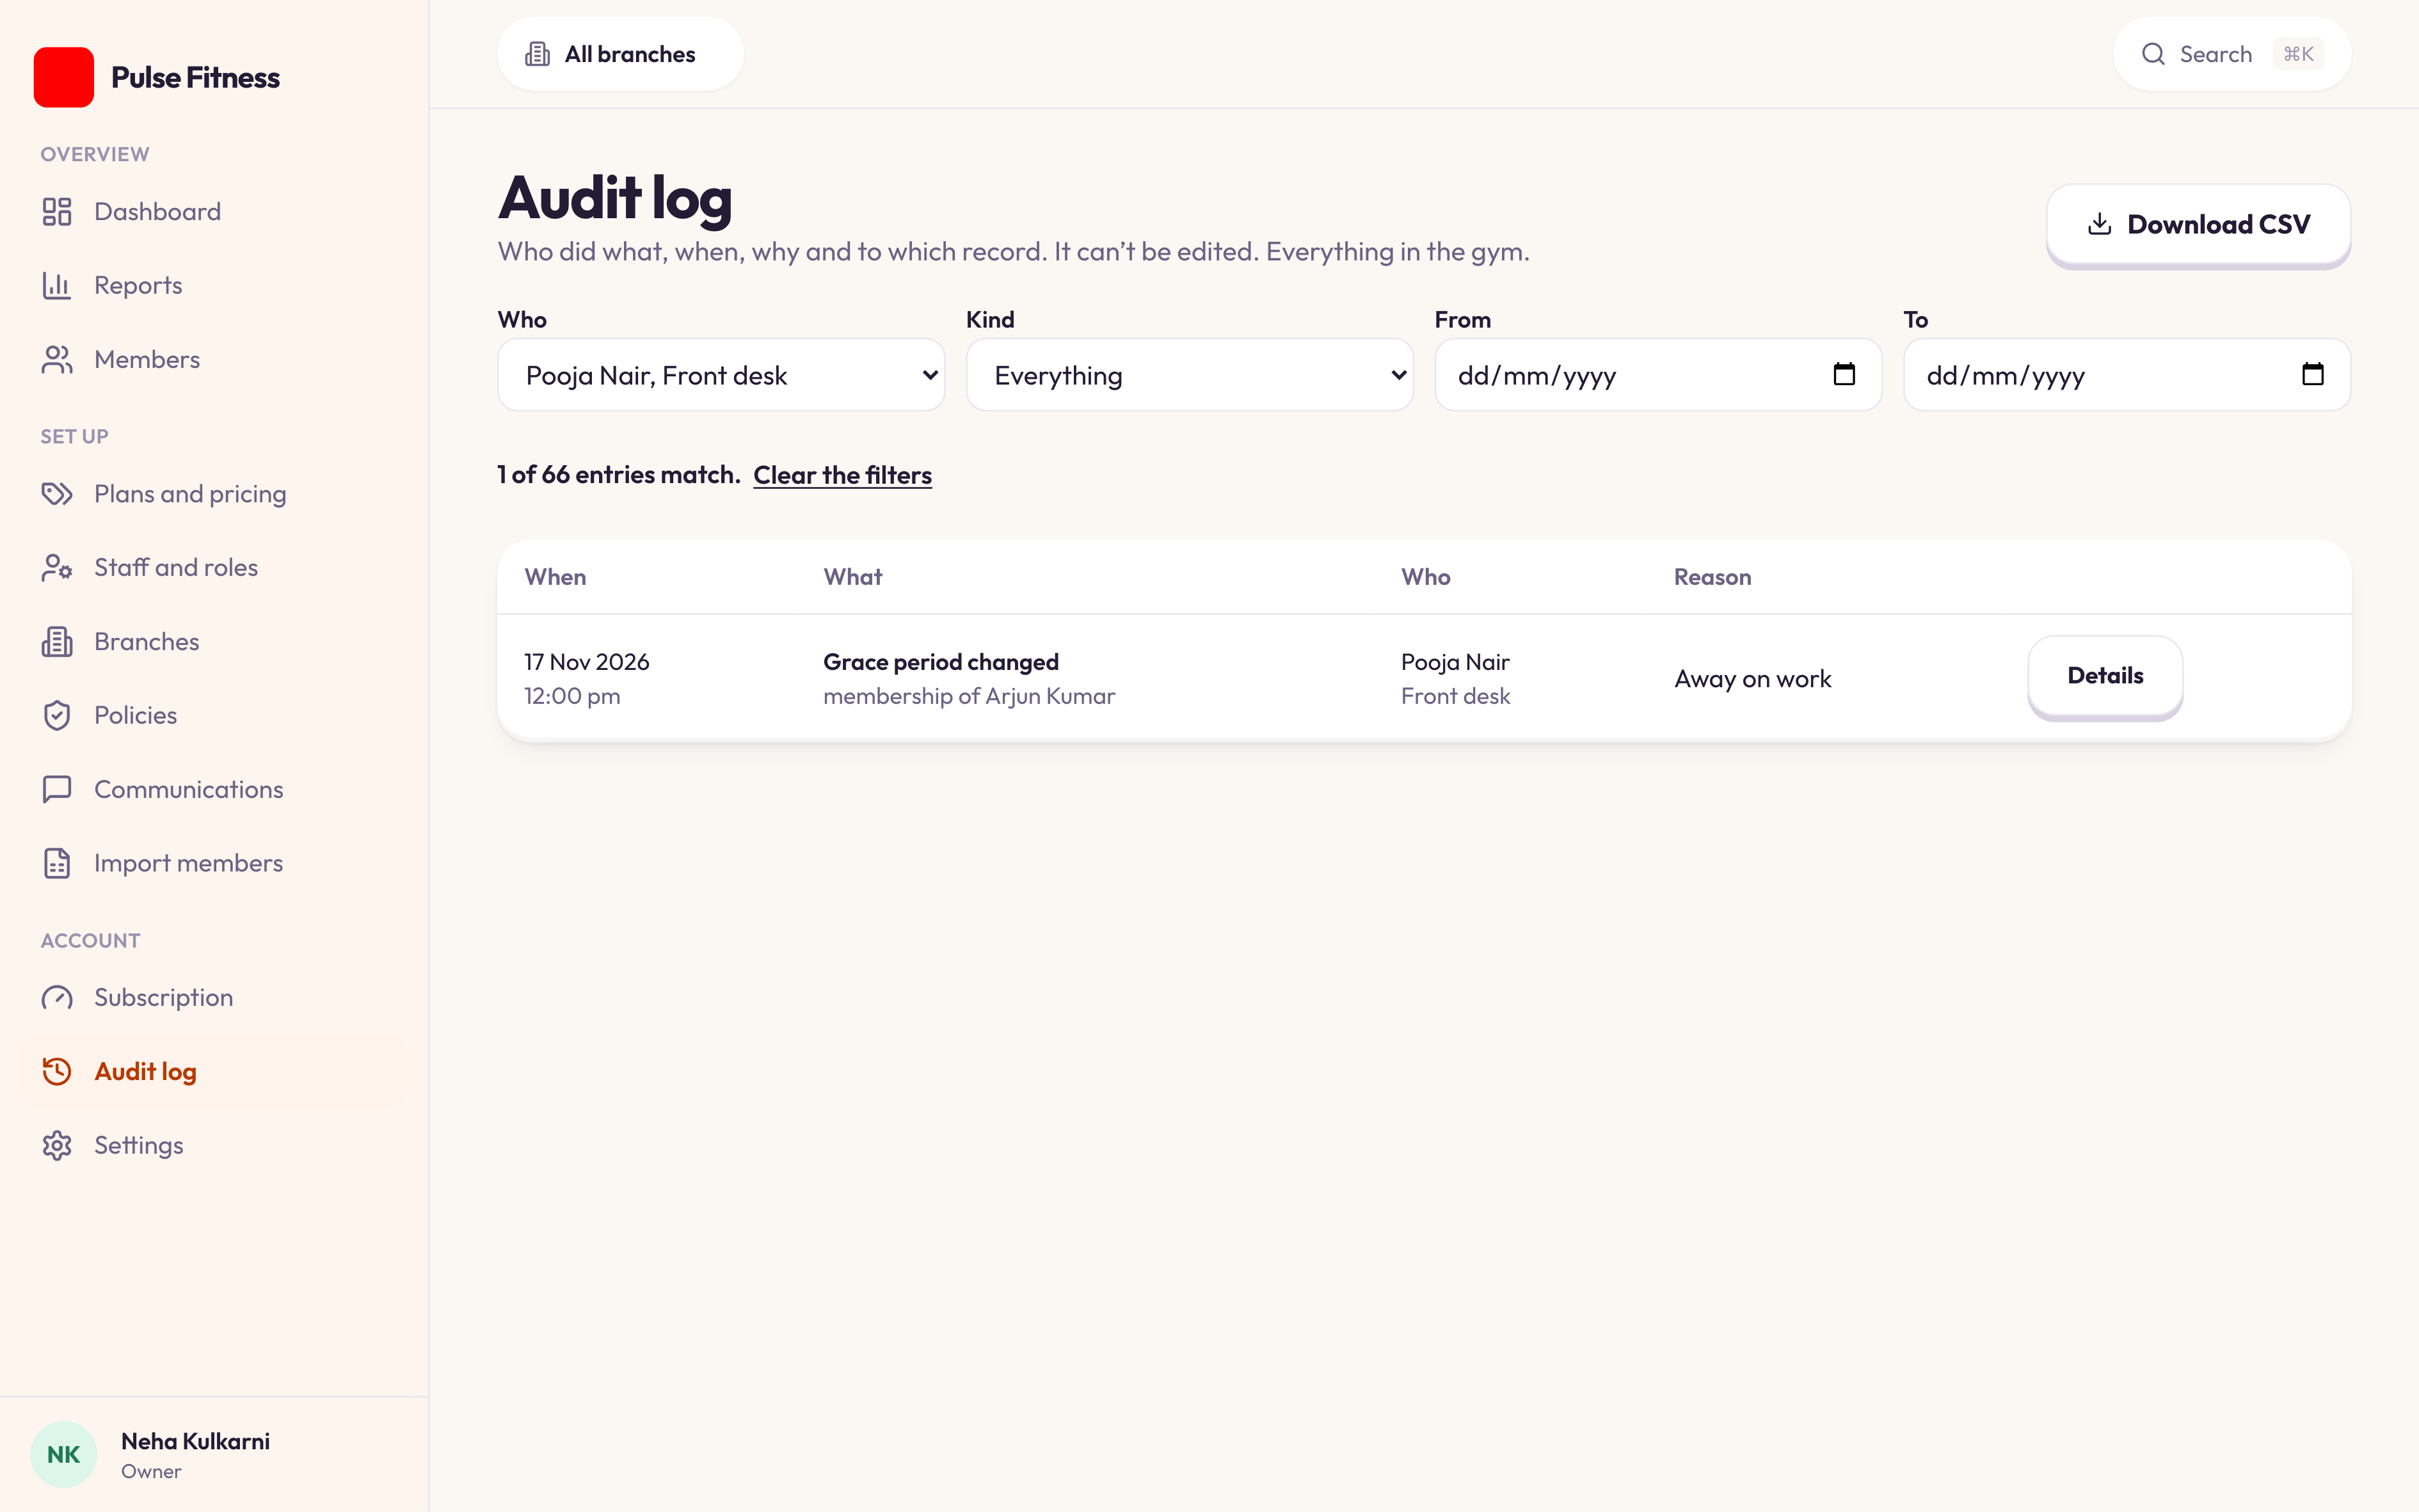 Pulse Fitness
OVERVIEW
Dashboard
Reports
Members
SET UP
Plans and pricing
Staff and roles
Branches
Policies
Communications
Import members
ACCOUNT
Subscription
Audit log
Settings
NK
Neha Kulkarni
Owner
All branches
Search ⌘K
Audit log
Who did what, when, why and to which record. It can’t be edited. Everything in the gym.
Download CSV
Who Kind From To
Pooja Nair, Front desk Everything dd/mm/yyyy dd/mm/yyyy
1 of 66 entries match. Clear the filters
When What Who Reason
17 Nov 2026 Grace period changed Pooja Nair Away on work Details
12:00 pm membership of Arjun Kumar Front desk